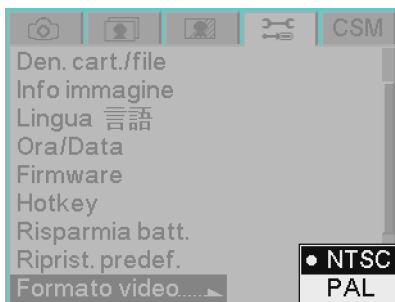 CSM
Den. cart./file
Info immagine
Lingua 言語
Ora/Data
Firmware
Hotkey
Risparmia batt.
Riprist. predef.
Formato video
NTSC
PAL